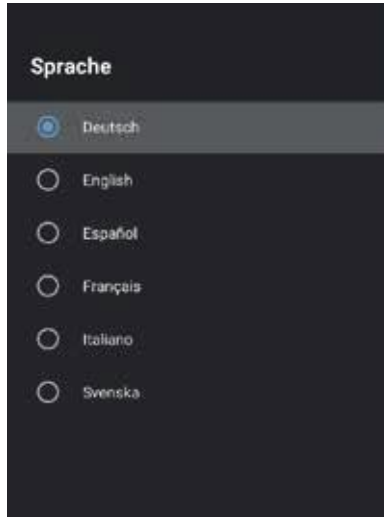 Sprache
Deutsch
English
Español
Français
Italiano
Svenska